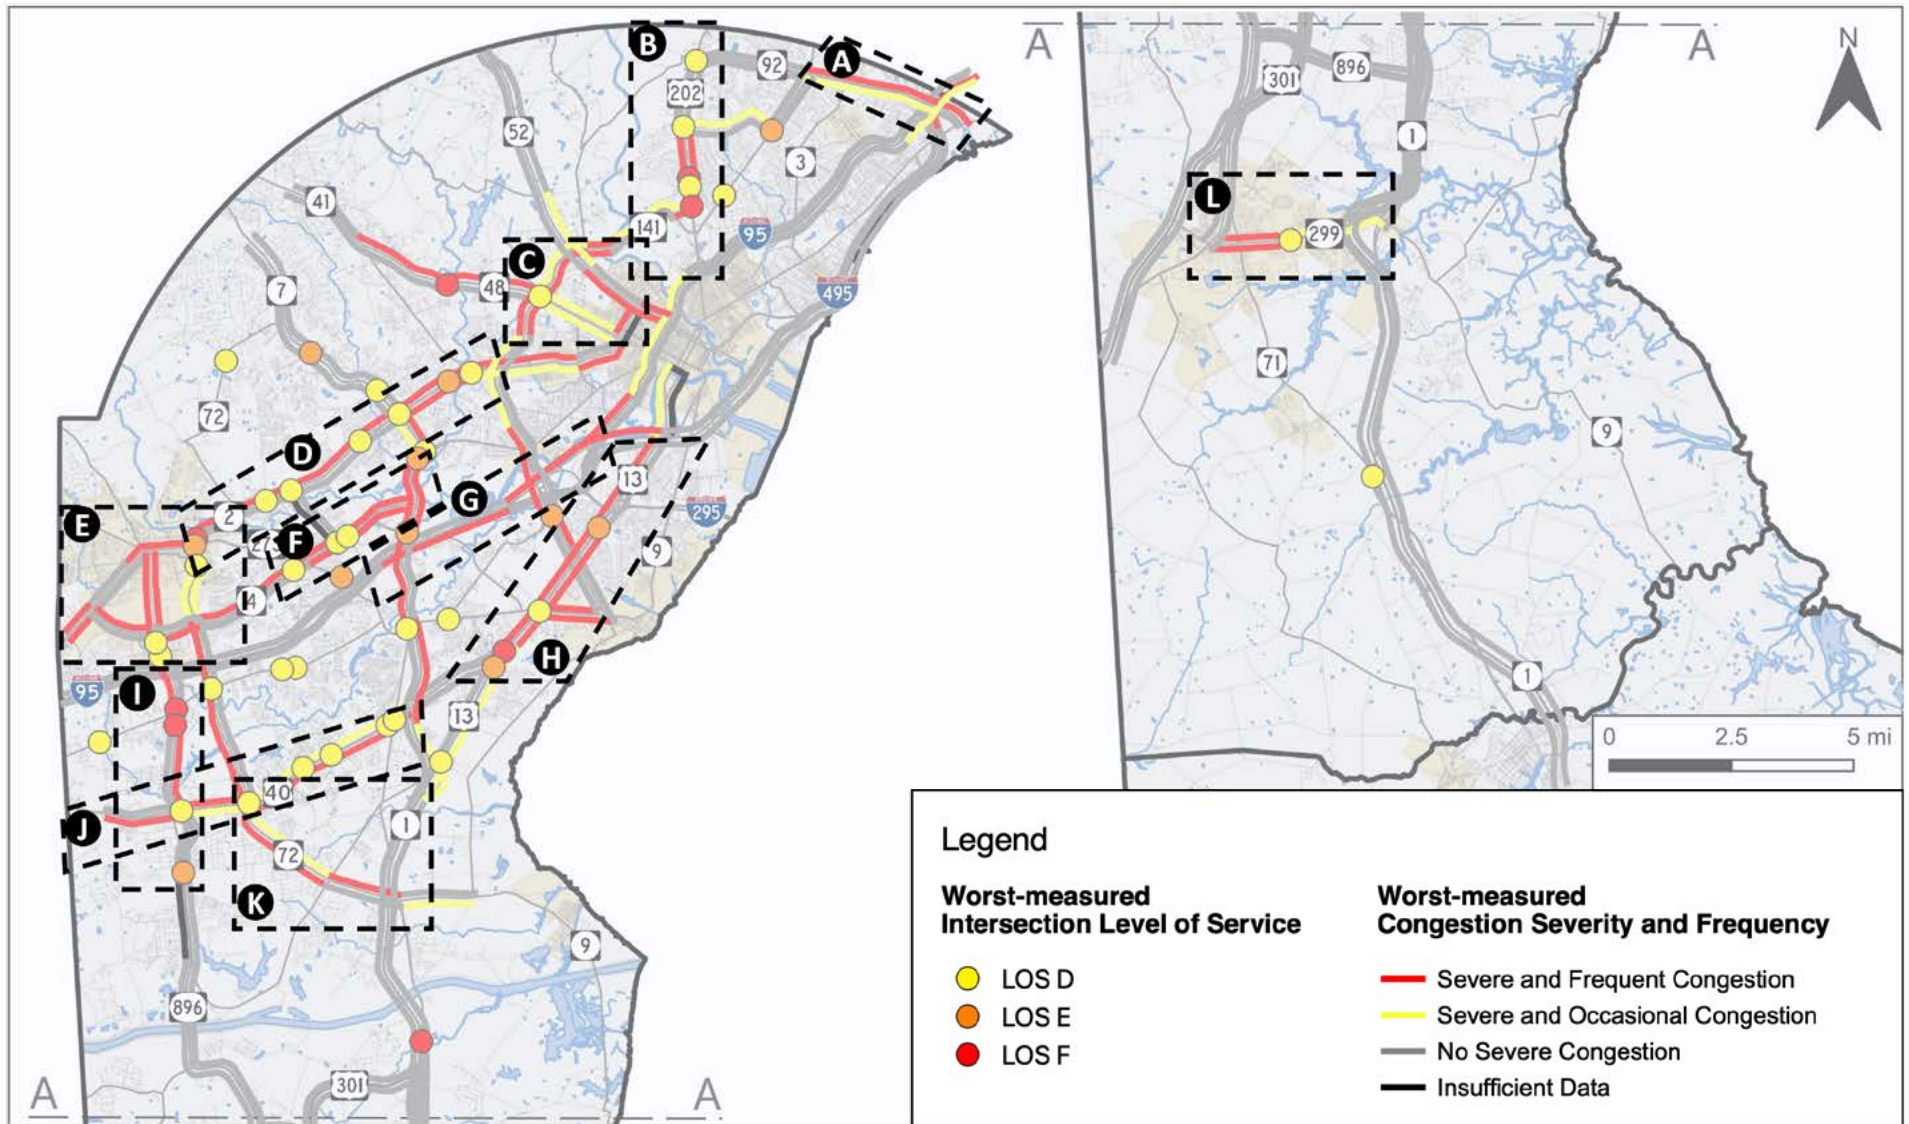 B
A
A
A
N
92
301
896
202
52
3
1
41
L
141
95
299
C
7
48
495
71
72
9
D
13
G
E
2
295
F
9
4
H
I
95
13
1
J
40
1
72
K
9
896
301
A
A
0 2.5 5 mi
Legend
Worst-measured
Intersection Level of Service
LOS D
LOS E
LOS F
Worst-measured
Congestion Severity and Frequency
Severe and Frequent Congestion
Severe and Occasional Congestion
No Severe Congestion
Insufficient Data